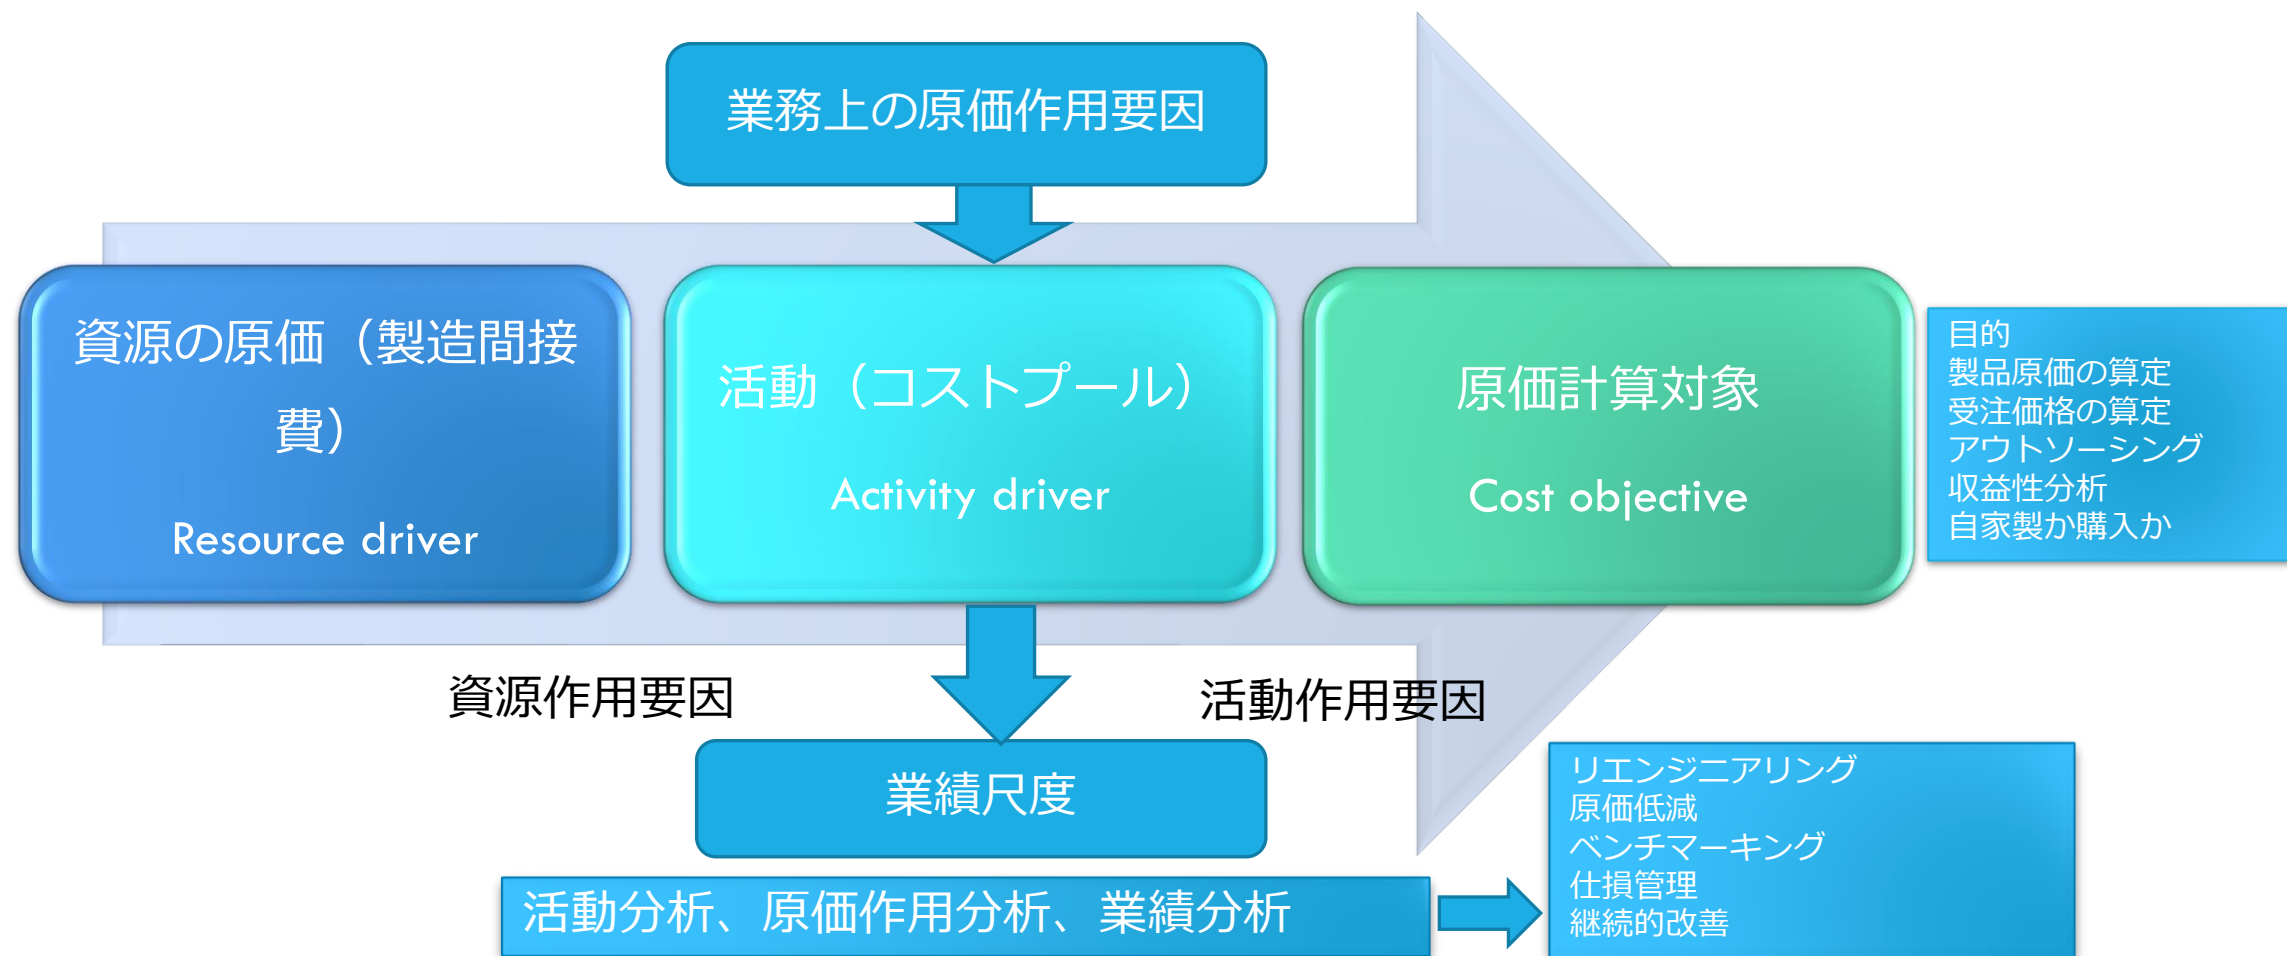 業務上の原価作用要因
資源の原価（製造間接
費）
Resource driver
活動（コストプール）
Activity driver
原価計算対象
Cost objective
目的
製品原価の算定
受注価格の算定
アウトソーシング
収益性分析
自家製か購入か
資源作用要因
活動作用要因
業績尺度
活動分析、原価作用分析、業績分析
リエンジニアリング
原価低減
ベンチマーキング
仕損管理
継続的改善